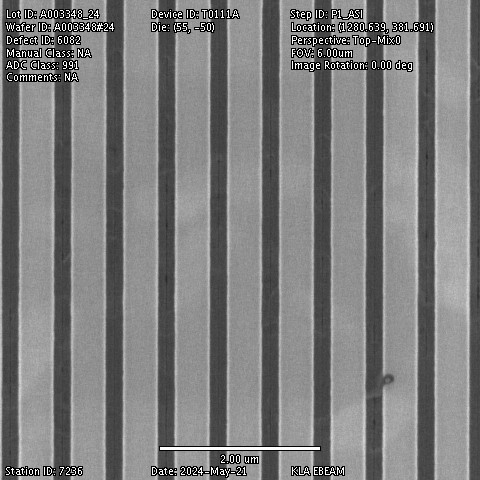 Lot ID: A003348_24
Wafer ID: A003348#24
Defect ID: 6082
Manual Class: NA
ADC Class: 991
Comments: NA
Device ID: T0111A
Die: (55, -50)
Step ID: P1_ASI
Location: (1280.639, 381.691)
Perspective: Top-Mix0
FOV: 6.00um
Image Rotation: 0.00 deg
2.00 um
Station ID: 7236
Date: 2024-May-21
KLA EBEAM